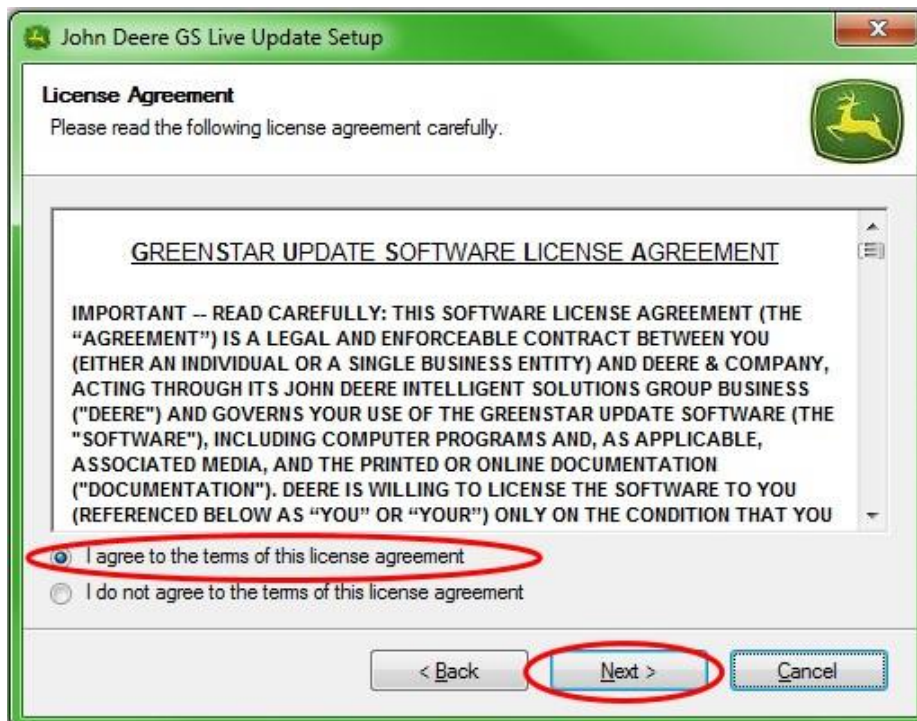 John Deere GS Live Update Setup
License Agreement
Please read the following license agreement carefully.
GREENSTAR UPDATE SOFTWARE LICENSE AGREEMENT
IMPORTANT -- READ CAREFULLY: THIS SOFTWARE LICENSE AGREEMENT (THE
“AGREEMENT”) IS A LEGAL AND ENFORCEABLE CONTRACT BETWEEN YOU
(EITHER AN INDIVIDUAL OR A SINGLE BUSINESS ENTITY) AND DEERE & COMPANY,
ACTING THROUGH ITS JOHN DEERE INTELLIGENT SOLUTIONS GROUP BUSINESS
("DEERE") AND GOVERNS YOUR USE OF THE GREENSTAR UPDATE SOFTWARE (THE
"SOFTWARE"), INCLUDING COMPUTER PROGRAMS AND, AS APPLICABLE,
ASSOCIATED MEDIA, AND THE PRINTED OR ONLINE DOCUMENTATION
("DOCUMENTATION"). DEERE IS WILLING TO LICENSE THE SOFTWARE TO YOU
(REFERENCED BELOW AS “YOU” OR “YOUR”) ONLY ON THE CONDITION THAT YOU
I agree to the terms of this license agreement
I do not agree to the terms of this license agreement
< Back Next > Cancel